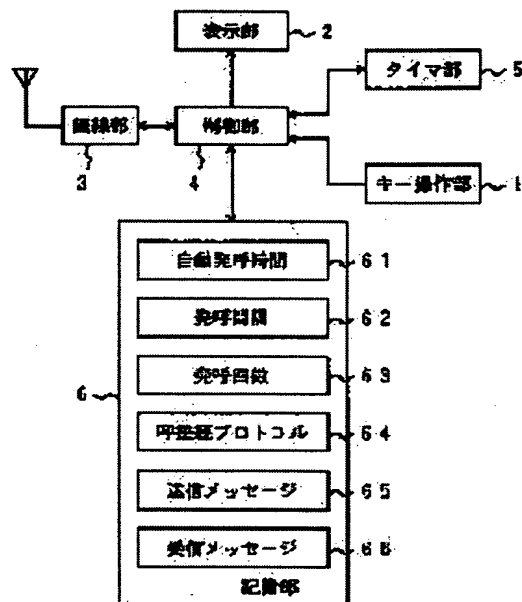 表示部 2
タイマ部 5
無線部 3
制御部 4
キー操作部 1
自動発呼時間 61
発呼間隔 62
発呼回数 63
6
呼接続プロトコル 64
送信メッセージ 65
受信メッセージ 66
記憶部